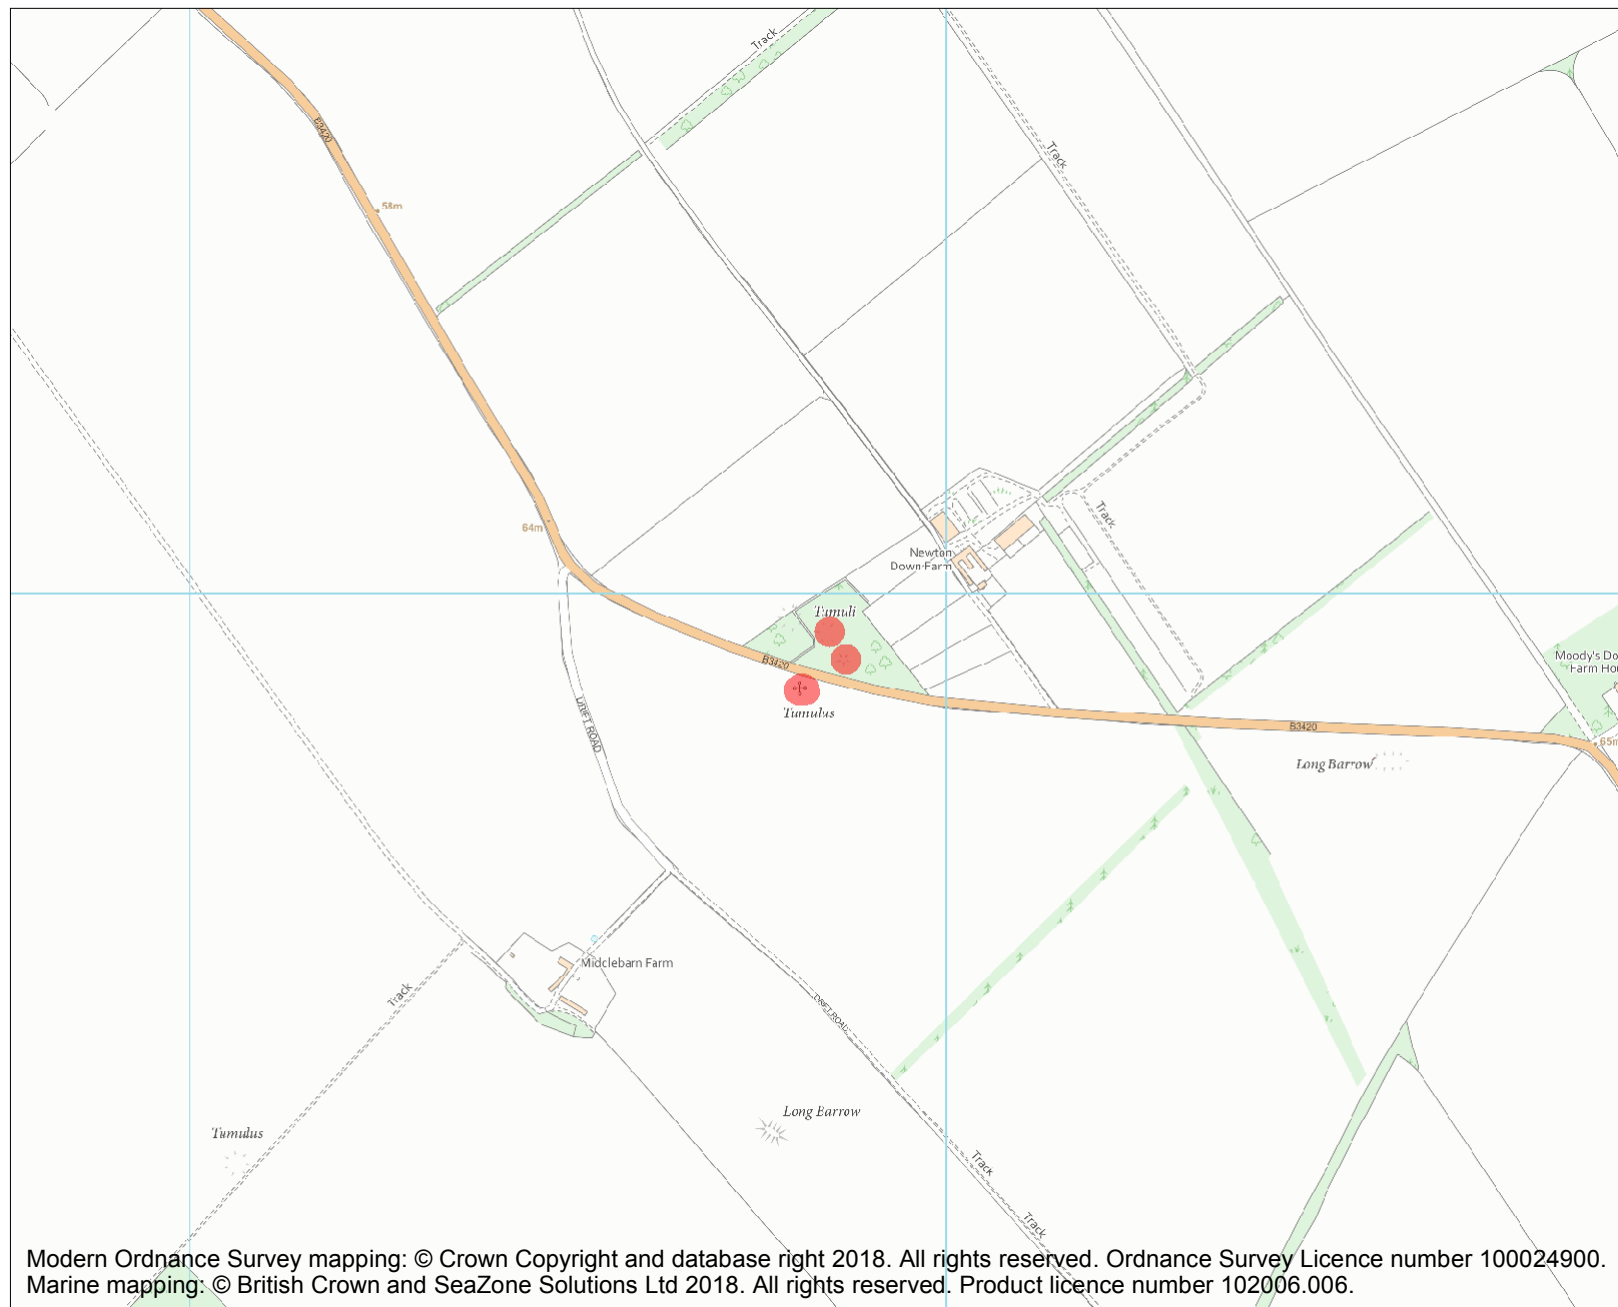 Track
B3420
Track
58m
Track
64m
Newton
Down Farm
Tumuli
B3420
Moody's Do
Farm Hou
Tumulus
DRIFT ROAD
B3420
65m
Long Barrow
Middlebarn Farm
Track
DRIFT ROAD
Long Barrow
Tumulus
Track
Track
Modern Ordnance Survey mapping: © Crown Copyright and database right 2018. All rights reserved. Ordnance Survey Licence number 100024900.
Marine mapping: © British Crown and SeaZone Solutions Ltd 2018. All rights reserved. Product licence number 102006.006.